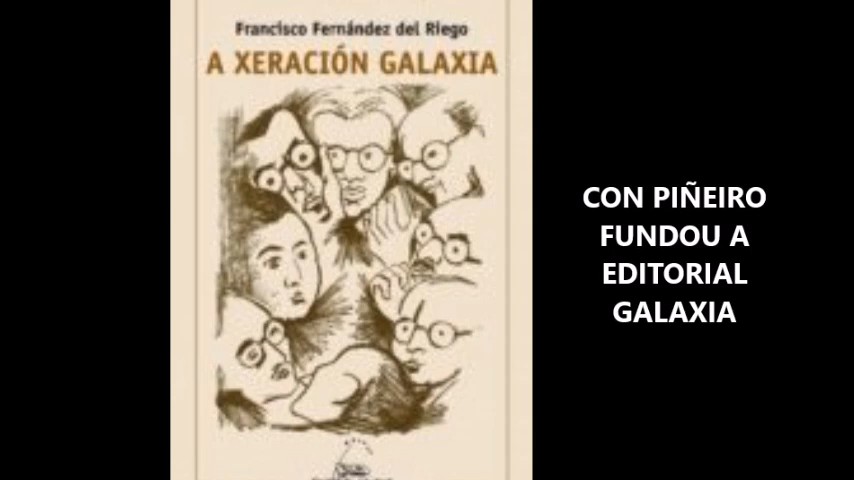 Francisco Fernández del Riego
A XERACIÓN GALAXIA
CON PIÑEIRO
FUNDOU A
EDITORIAL
GALAXIA